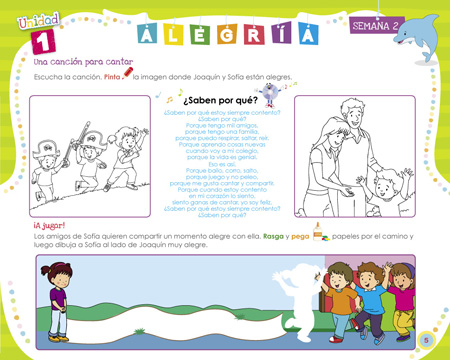 Unidad
1
ALEGRÍA
SEMANA 2
Una canción para cantar
Escucha la canción. Pinta la imagen donde Joaquín y Sofía están alegres.
¿Saben por qué?
¿Saben por qué estoy siempre contento?
¿Saben por qué?
Porque tengo mil amigos,
porque tengo una familia,
porque puedo respirar, saltar, reír.
Porque aprendo cosas nuevas
cuando voy a mi colegio,
porque la vida es genial.
Eso es así.
Porque bailo, corro, salto,
porque juego y no peleo,
porque me gusta cantar y compartir.
Porque cuando estoy contento
en mi corazón lo siento,
siento ganas de cantar, yo soy feliz.
¿Saben por qué estoy siempre contento?
¿Saben por qué?
¡A jugar!
Los amigos de Sofía quieren compartir un momento alegre con ella. Rasga y pega papeles por el camino y
luego dibuja a Sofía al lado de Joaquín muy alegre.
5